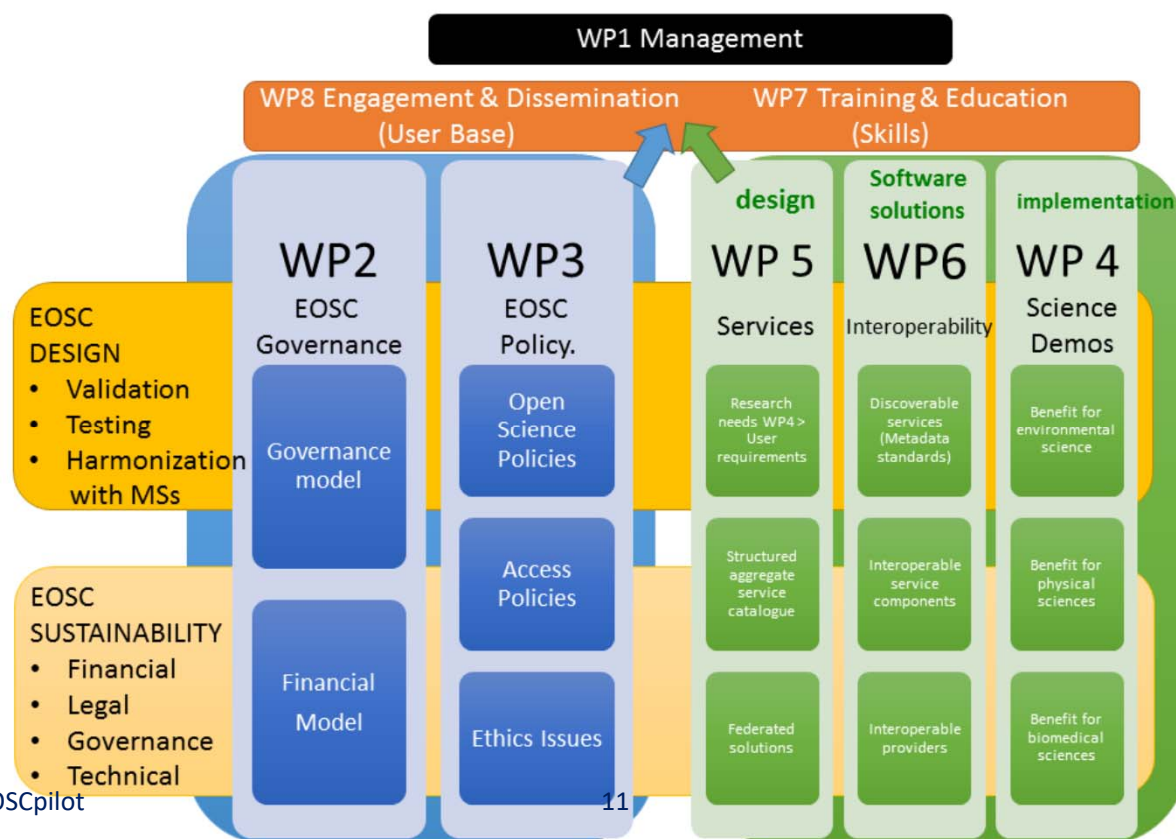 WP1 Management
WP8 Engagement & Dissemination
(User Base)
WP7 Training & Education
(Skills)
EOSC
DESIGN
• Validation
• Testing
• Harmonization
with MSs
EOSC
SUSTAINABILITY
• Financial
• Legal
• Governance
• Technical
WP2
EOSC
Governance
Governance
model
Financial
Model
WP3
EOSC
Policy.
Open
Science
Policies
Access
Policies
Ethics Issues
design
WP 5
Services
Research
needs WP4 >
User
requirements
Structured
aggregate
service
catalogue
Federated
solutions
Software
solutions
WP6
Interoperability
Discoverable
services
(Metadata
standards)
Interoperable
service
components
Interoperable
providers
implementation
WP 4
Science
Demos
Benefit for
environmental
science
Benefit for
physical
sciences
Benefit for
biomedical
sciences
OSCpilot
11